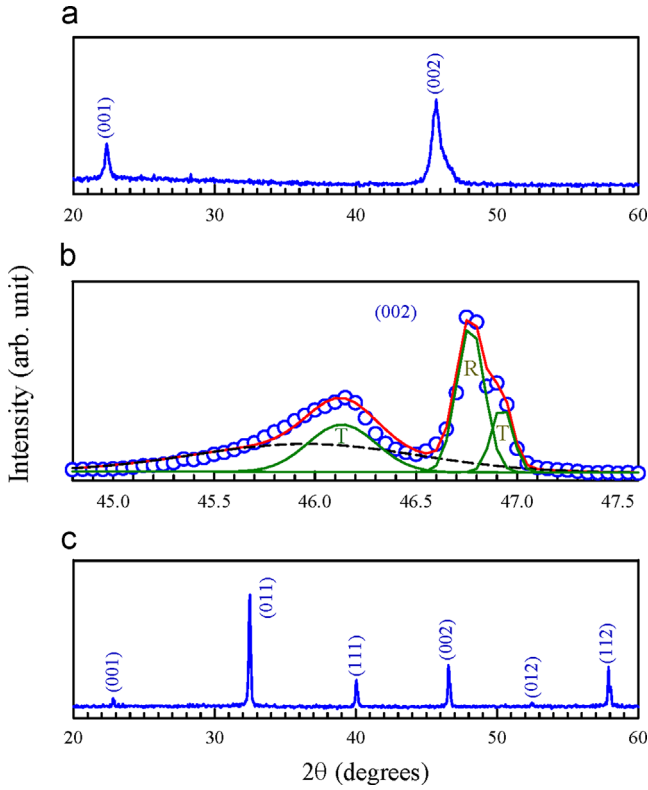 a
(001)
(002)
20 30 40 50 60
b
(002)
R
T
T
45.0 45.5 46.0 46.5 47.0 47.5
Intensity (arb. unit)
c
(001)
(011)
(111)
(002)
(012)
(112)
20 30 40 50 60
2θ (degrees)